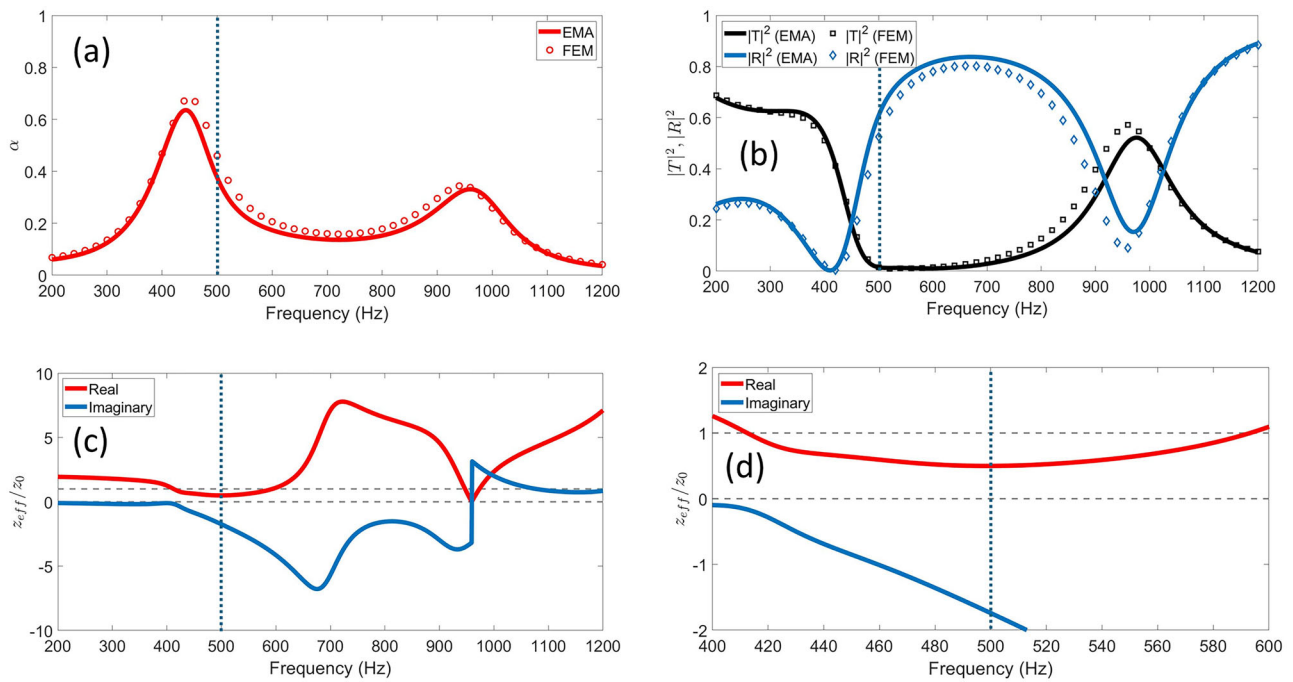 (a)
EMA
FEM
α
1
0.8
0.6
0.4
0.2
0
200 300 400 500 600 700 800 900 1000 1100 1200
Frequency (Hz)
(b)
|T|² (EMA) |T|² (FEM)
|R|² (EMA) |R|² (FEM)
|T|², |R|²
1
0.8
0.6
0.4
0.2
0
200 300 400 500 600 700 800 900 1000 1100 1200
Frequency (Hz)
(c)
Real
Imaginary
z_eff/z_0
10
5
0
-5
-10
200 300 400 500 600 700 800 900 1000 1100 1200
Frequency (Hz)
(d)
Real
Imaginary
z_eff/z_0
2
1
0
-1
-2
400 420 440 460 480 500 520 540 560 580 600
Frequency (Hz)